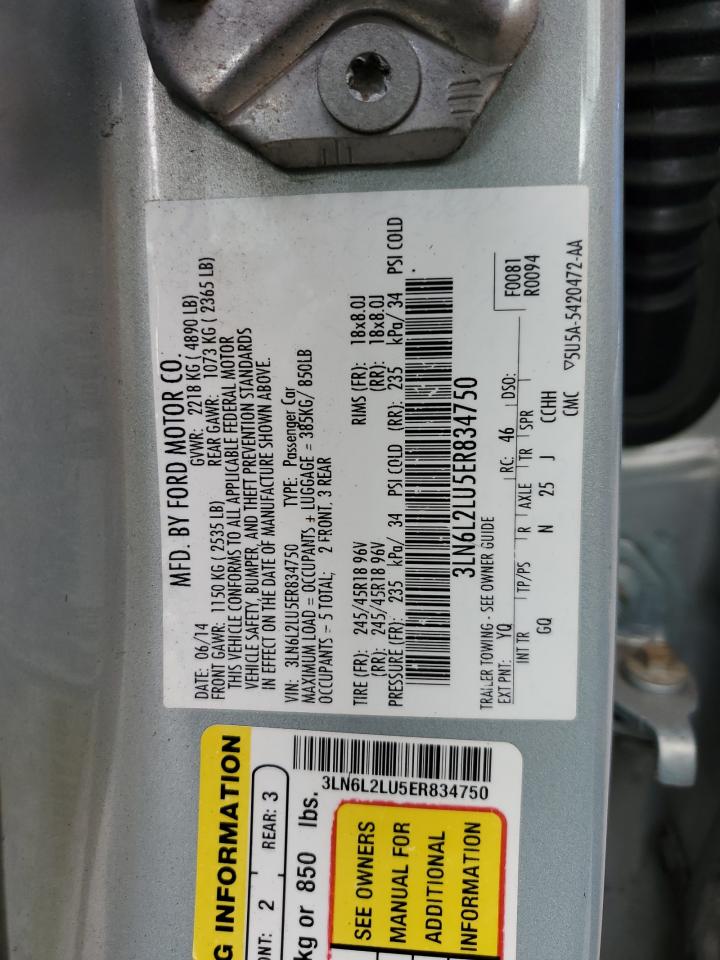 MFD. BY FORD MOTOR CO.
DATE: 06/14 GVWR: 2218 KG ( 4890 LB)
FRONT GAWR: 1150 KG ( 2535 LB) REAR GAWR: 1073 KG ( 2365 LB)
THIS VEHICLE CONFORMS TO ALL APPLICABLE FEDERAL MOTOR
VEHICLE SAFETY, BUMPER, AND THEFT PREVENTION STANDARDS
IN EFFECT ON THE DATE OF MANUFACTURE SHOWN ABOVE.
VIN: 3LN6L2LU5ER834750 TYPE: Passenger Car
MAXIMUM LOAD = OCCUPANTS + LUGGAGE = 385KG/ 850LB
OCCUPANTS = 5 TOTAL; 2 FRONT, 3 REAR
TIRE (FR): 245/45R18 96V RIMS (FR): 18x8.0J
(RR): 245/45R18 96V (RR): 18x8.0J
PRESSURE (FR): 235 kPa/ 34 PSI COLD (RR): 235 kPa/ 34 PSI COLD
3LN6L2LU5ER834750
TRAILER TOWING - SEE OWNER GUIDE
F0081
R0094
EXT PNT: YQ RC: 46 DSO:
INT TR TP/PS R AXLE TR SPR
GQ N 25 J CCHH
CMC ▽5U5A-5420472-AA
G INFORMATION
ONT: 2 REAR: 3
kg or 850 lbs.
3LN6L2LU5ER834750
SEE OWNERS
MANUAL FOR
ADDITIONAL
INFORMATION